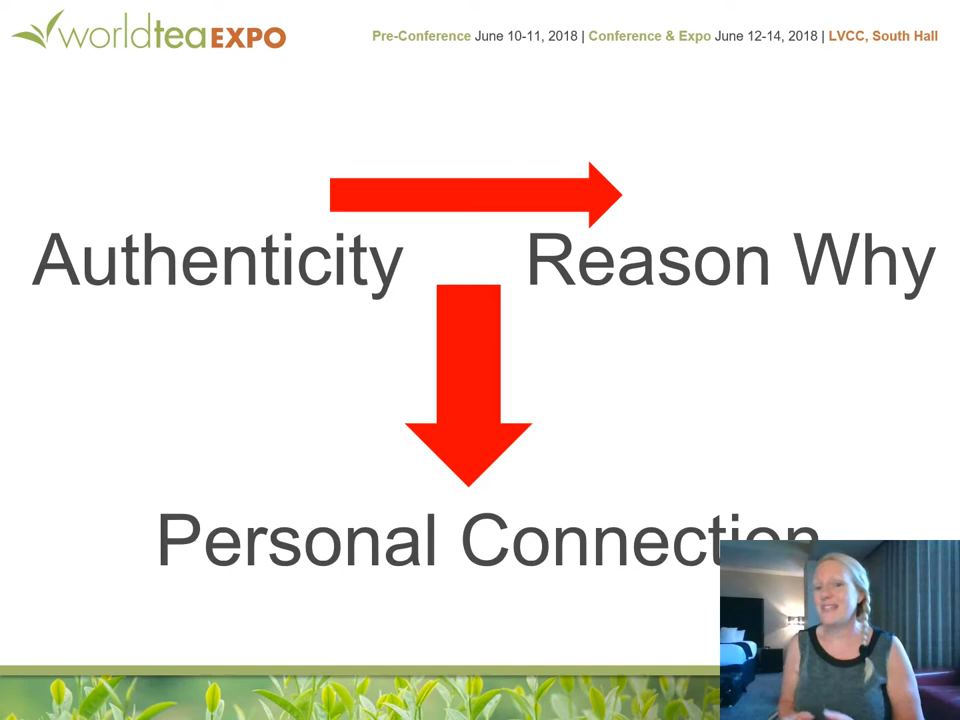 worldteaEXPO
Pre-Conference June 10-11, 2018 | Conference & Expo June 12-14, 2018 | LVCC, South Hall
Authenticity Reason Why
Personal Connection